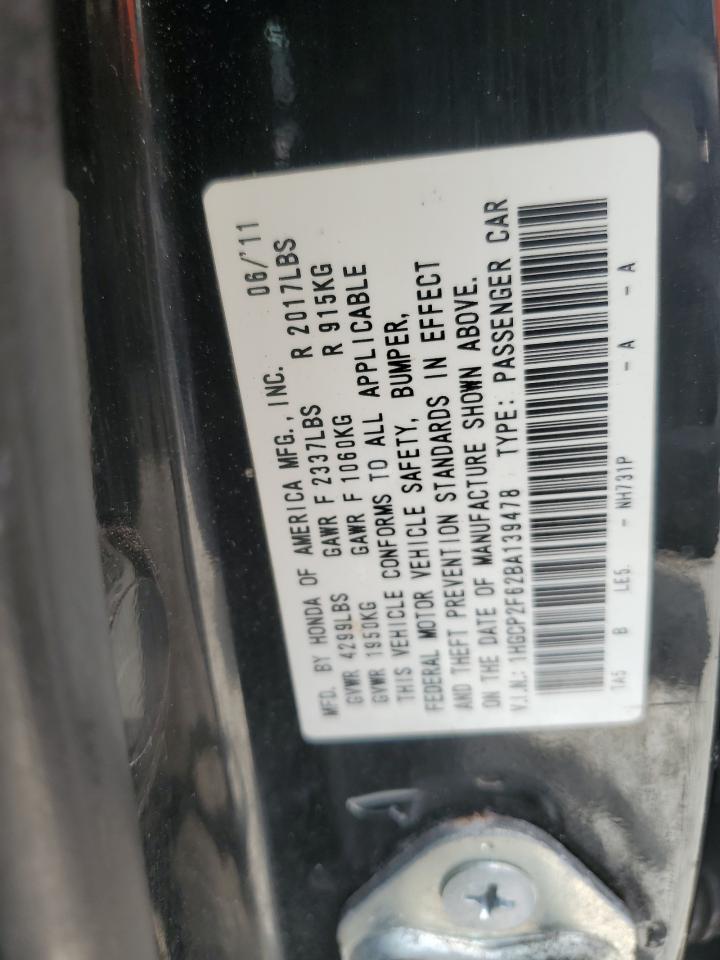 MFD. BY HONDA OF AMERICA MFG., INC. 06/'11
GVWR 4299LBS GAWR F 2337LBS R 2017LBS
GVWR 1950KG GAWR F 1060KG R 915KG
THIS VEHICLE CONFORMS TO ALL APPLICABLE
FEDERAL MOTOR VEHICLE SAFETY, BUMPER,
AND THEFT PREVENTION STANDARDS IN EFFECT
ON THE DATE OF MANUFACTURE SHOWN ABOVE.
V.I.N.: 1HGCP2F62BA139478 TYPE: PASSENGER CAR
TA5 B LE5. - NH731P - A - A